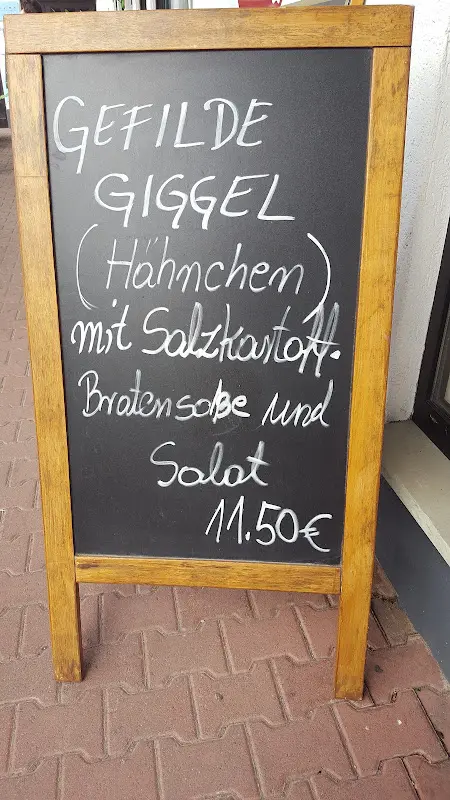 GEFILDE
GIGGEL
(Hähnchen)
mit Salzkartoff.
Bratensoße und
Salat
11.50€